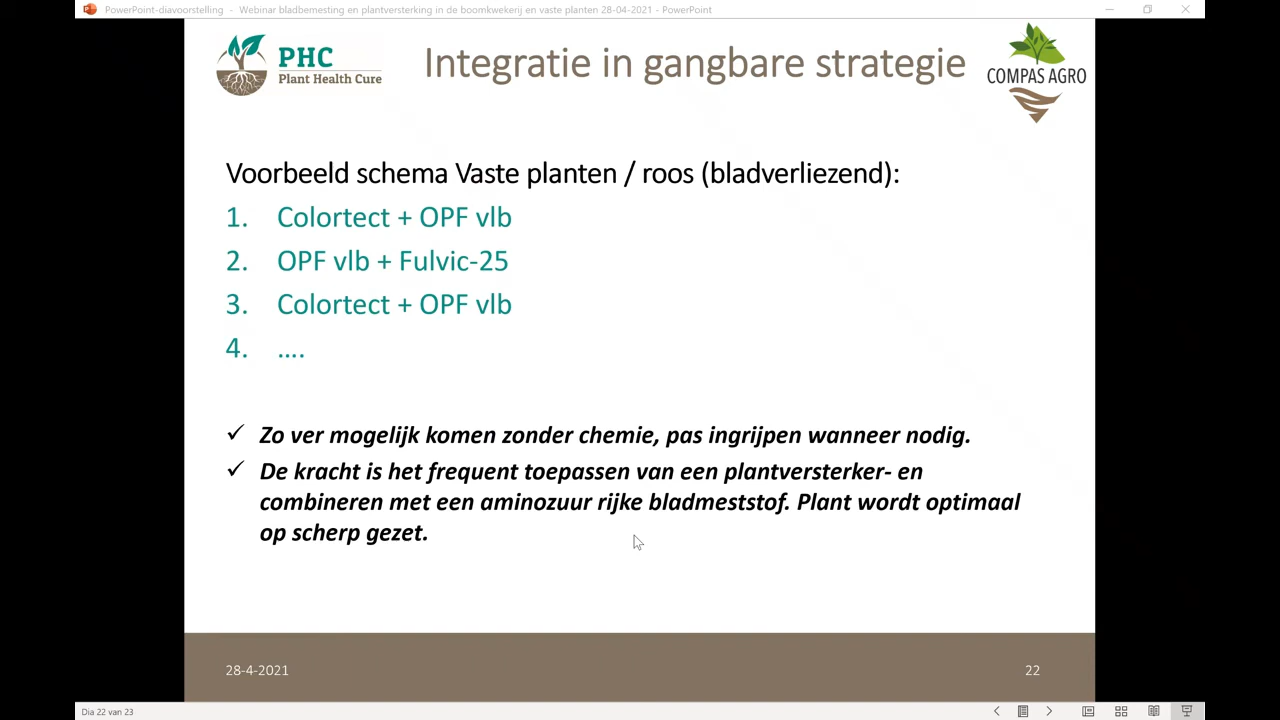 PowerPoint-diavoorstelling - Webinar bladbemesting en plantversterking in de boomkwekerij en vaste planten 28-04-2021 - PowerPoint
PHC
Plant Health Cure
Integratie in gangbare strategie
COMPAS AGRO
Voorbeeld schema Vaste planten / roos (bladverliezend):
1. Colortect + OPF vlb
2. OPF vlb + Fulvic-25
3. Colortect + OPF vlb
4. ....
✓ Zo ver mogelijk komen zonder chemie, pas ingrijpen wanneer nodig.
✓ De kracht is het frequent toepassen van een plantversterker- en
combineren met een aminozuur rijke bladmeststof. Plant wordt optimaal
op scherp gezet.
28-4-2021
22
Dia 22 van 23